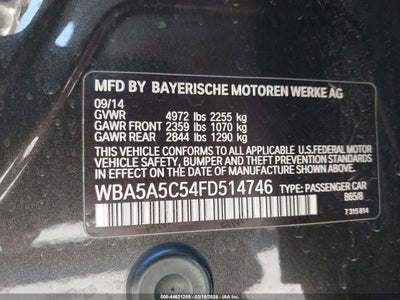 MFD BY BAYERISCHE MOTOREN WERKE AG
09/14
GVWR 4972 lbs 2255 kg
GAWR FRONT 2359 lbs 1070 kg
GAWR REAR 2844 lbs 1290 kg
THIS VEHICLE CONFORMS TO ALL APPLICABLE U.S.FEDERAL MOTOR
VEHICLE SAFETY, BUMPER, AND THEFT PREVENTION STANDARDS
IN EFFECT ON THE DATE OF MANUFACTURE SHOWN ABOVE.
WBA5A5C54FD514746 TYPE: PASSENGER CAR
B65/8
7 315 814
000-44621288 | 03/18/2026 | © IAA, Inc.